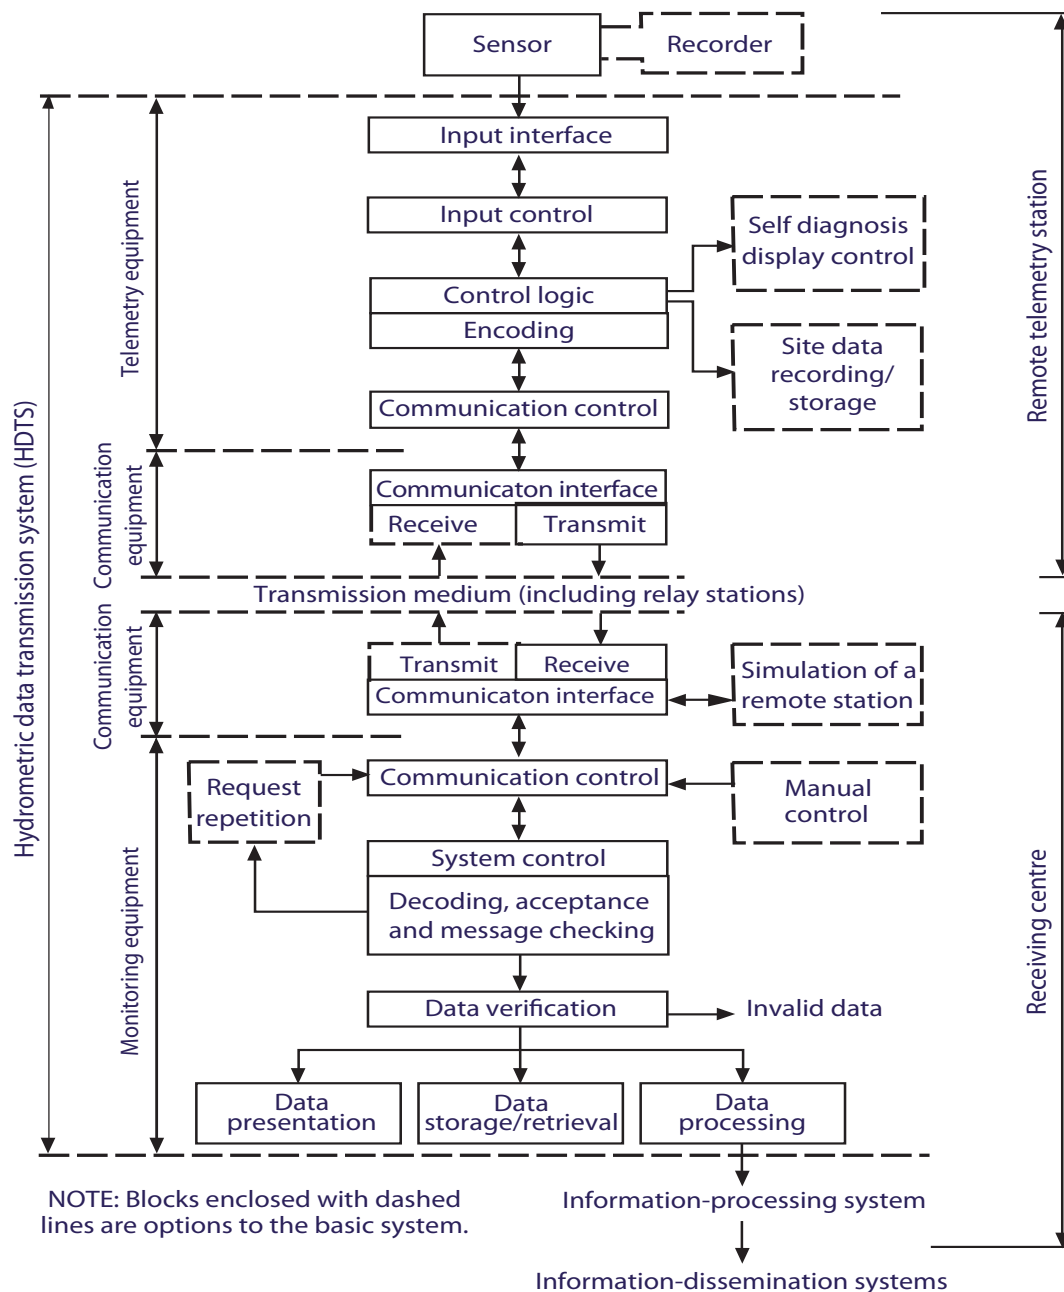 Sensor
Recorder
Input interface
Input control
Self diagnosis
display control
Control logic
Encoding
Site data
recording/
storage
Communication control
Communicaton interface
Receive
Transmit
Transmission medium (including relay stations)
Transmit
Receive
Communicaton interface
Simulation of a
remote station
Request
repetition
Communication control
Manual
control
System control
Decoding, acceptance
and message checking
Data verification
Invalid data
Data
presentation
Data
storage/retrieval
Data
processing
NOTE: Blocks enclosed with dashed
lines are options to the basic system.
Information-processing system
Information-dissemination systems
Hydrometric data transmission system (HDTS)
Telemetry equipment
Communication
equipment
Communication
equipment
Monitoring equipment
Remote telemetry station
Receiving centre